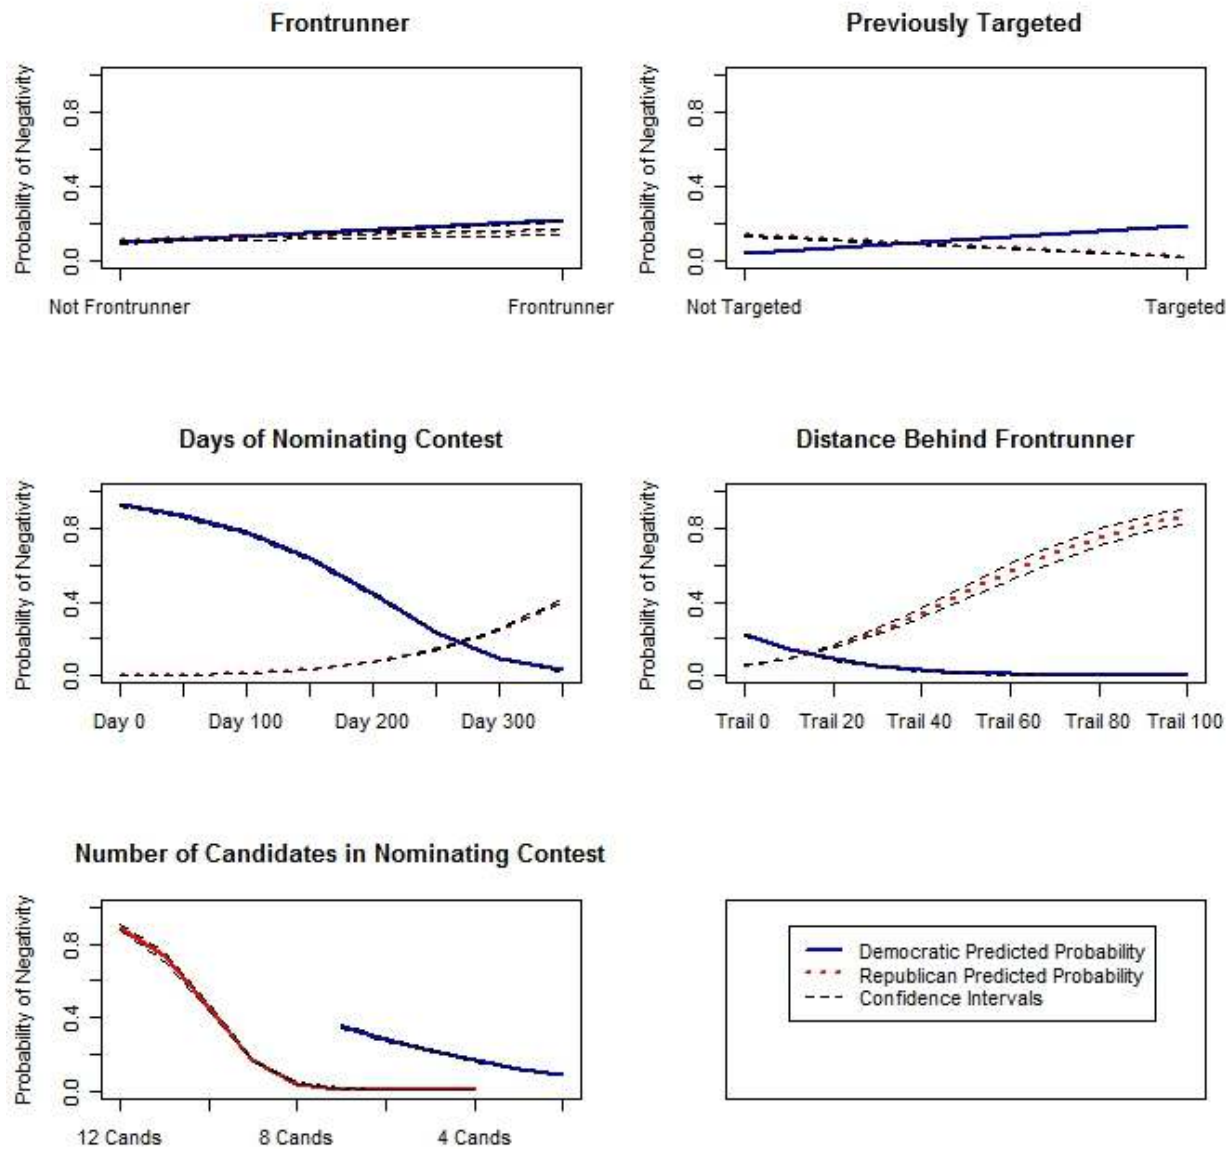 Frontrunner
Probability of Negativity
0.0 0.4 0.8
Not Frontrunner Frontrunner
Previously Targeted
Probability of Negativity
0.0 0.4 0.8
Not Targeted Targeted
Days of Nominating Contest
Probability of Negativity
0.0 0.4 0.8
Day 0 Day 100 Day 200 Day 300
Distance Behind Frontrunner
Probability of Negativity
0.0 0.4 0.8
Trail 0 Trail 20 Trail 40 Trail 60 Trail 80 Trail 100
Number of Candidates in Nominating Contest
Probability of Negativity
0.0 0.4 0.8
12 Cands 8 Cands 4 Cands
Democratic Predicted Probability
Republican Predicted Probability
Confidence Intervals